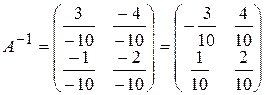 A⁻¹ = ( 3/-10  -4/-10 ; -1/-10  -2/-10 ) = ( -3/10  4/10 ; 1/10  2/10 )